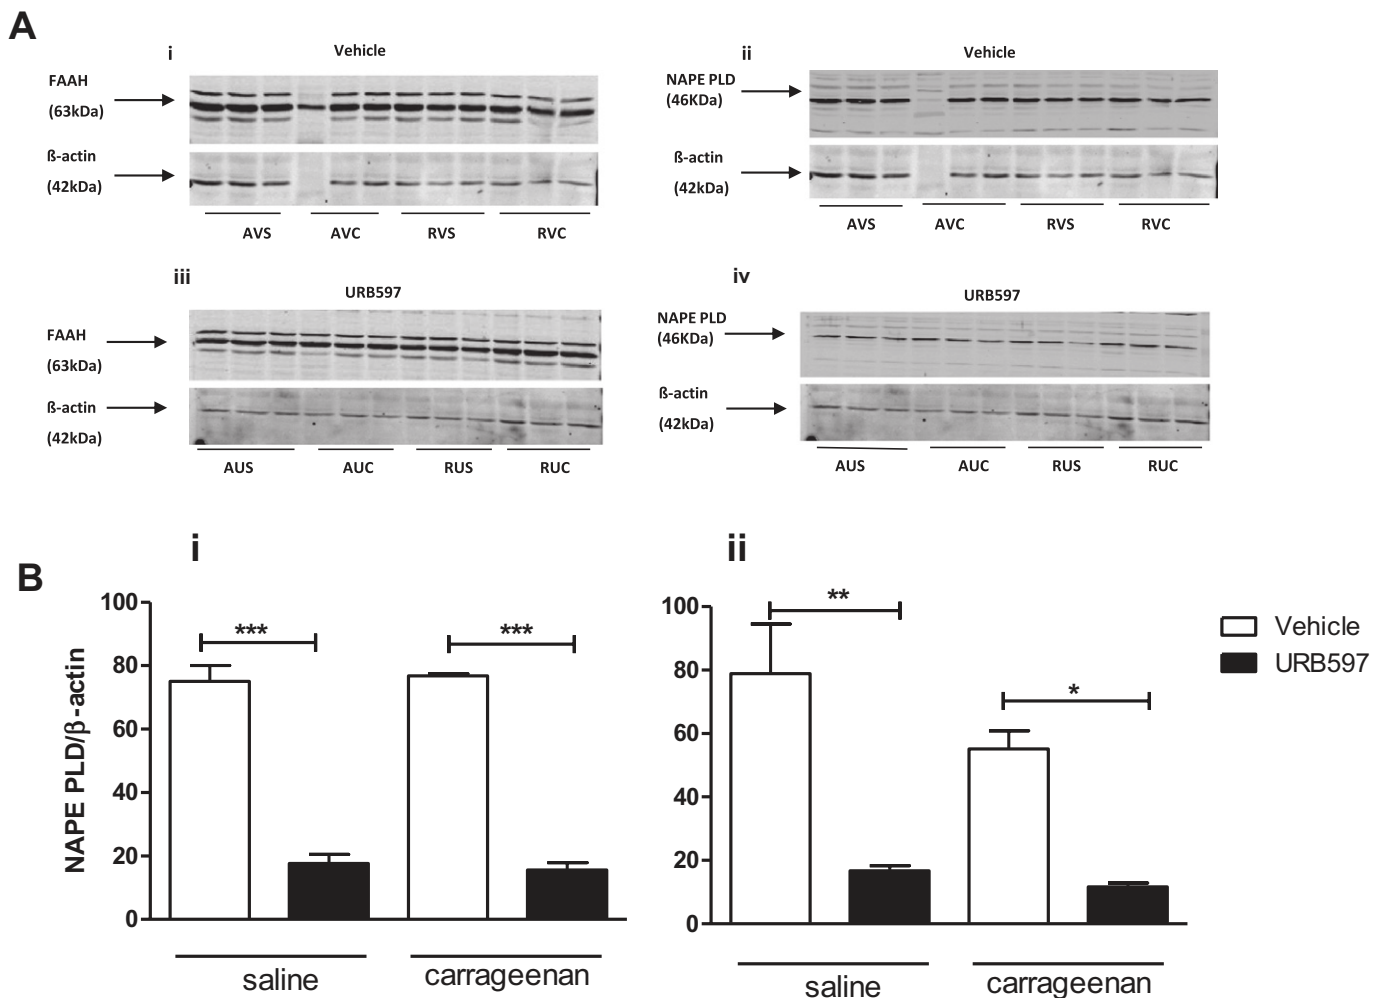 A
i
Vehicle
FAAH
(63kDa)
ß-actin
(42kDa)
AVS AVC RVS RVC
ii
Vehicle
NAPE PLD
(46KDa)
ß-actin
(42kDa)
AVS AVC RVS RVC
iii
URB597
FAAH
(63kDa)
ß-actin
(42kDa)
AUS AUC RUS RUC
iv
URB597
NAPE PLD
(46KDa)
ß-actin
(42kDa)
AUS AUC RUS RUC
B
i
NAPE PLD/β-actin
100
80
60
40
20
0
*** ***
saline carrageenan
ii
100
80
60
40
20
0
**
*
saline carrageenan
Vehicle
URB597